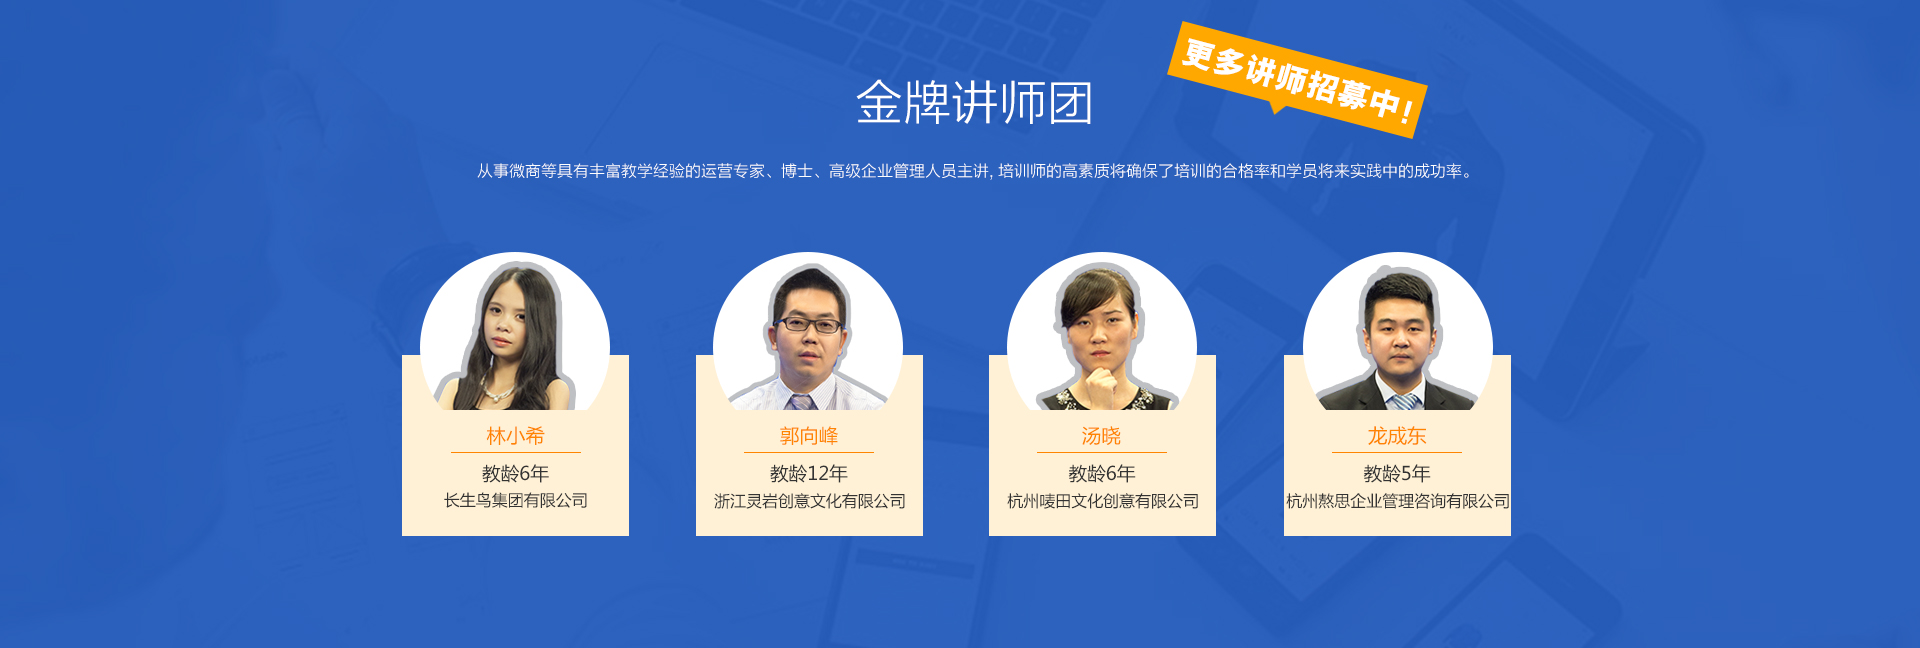 金牌讲师团
更多讲师招募中!
从事微商等具有丰富教学经验的运营专家、博士、高级企业管理人员主讲, 培训师的高素质将确保了培训的合格率和学员将来实践中的成功率。
林小希
教龄6年
长生鸟集团有限公司
郭向峰
教龄12年
浙江灵岩创意文化有限公司
汤晓
教龄6年
杭州唛田文化创意有限公司
龙成东
教龄5年
杭州熬思企业管理咨询有限公司